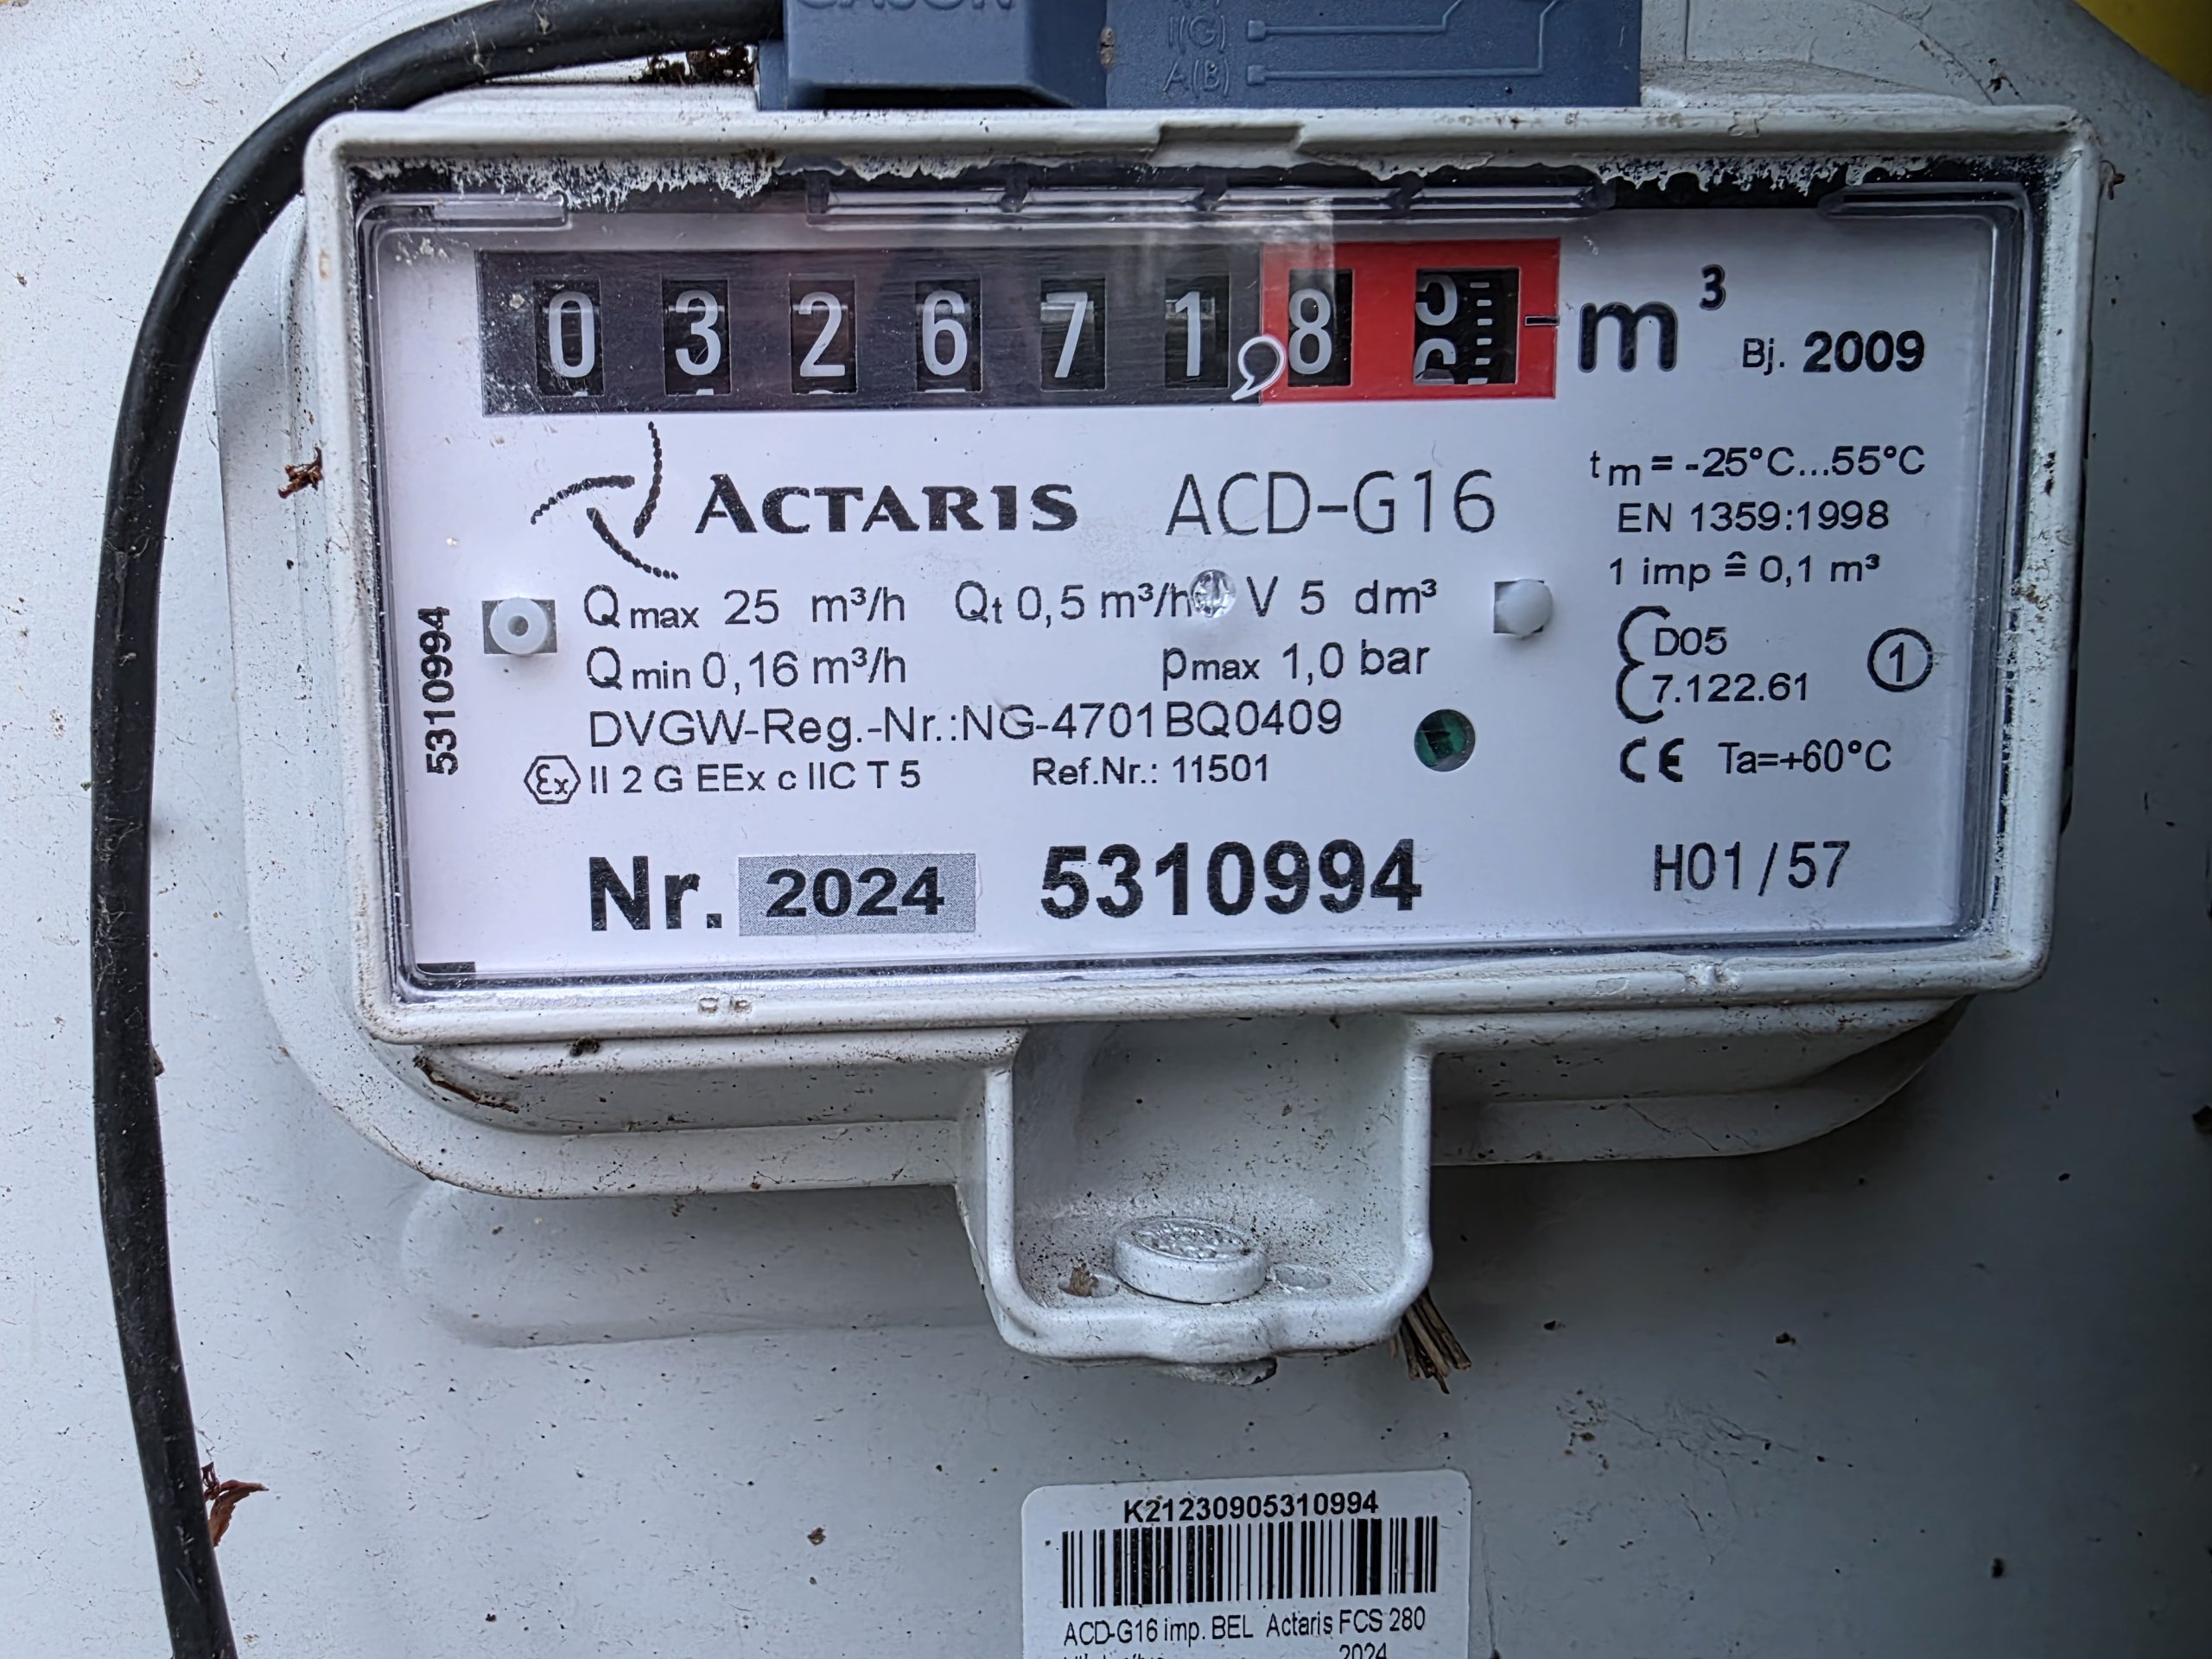 I(G)
A(B)
0 3 2 6 7 1,8 m³
Bj. 2009
ACTARIS ACD-G16
tm = -25°C...55°C
EN 1359:1998
1 imp ≙ 0,1 m³
Qmax 25 m³/h Qt 0,5 m³/h V 5 dm³
Qmin 0,16 m³/h pmax 1,0 bar
DVGW-Reg.-Nr.:NG-4701BQ0409
Ex II 2 G EEx c IIC T 5 Ref.Nr.: 11501
D05
7.122.61
1
CE Ta=+60°C
5310994
Nr. 2024 5310994
H01/57
K21230905310994
ACD-G16 imp. BEL Actaris FCS 280
2024